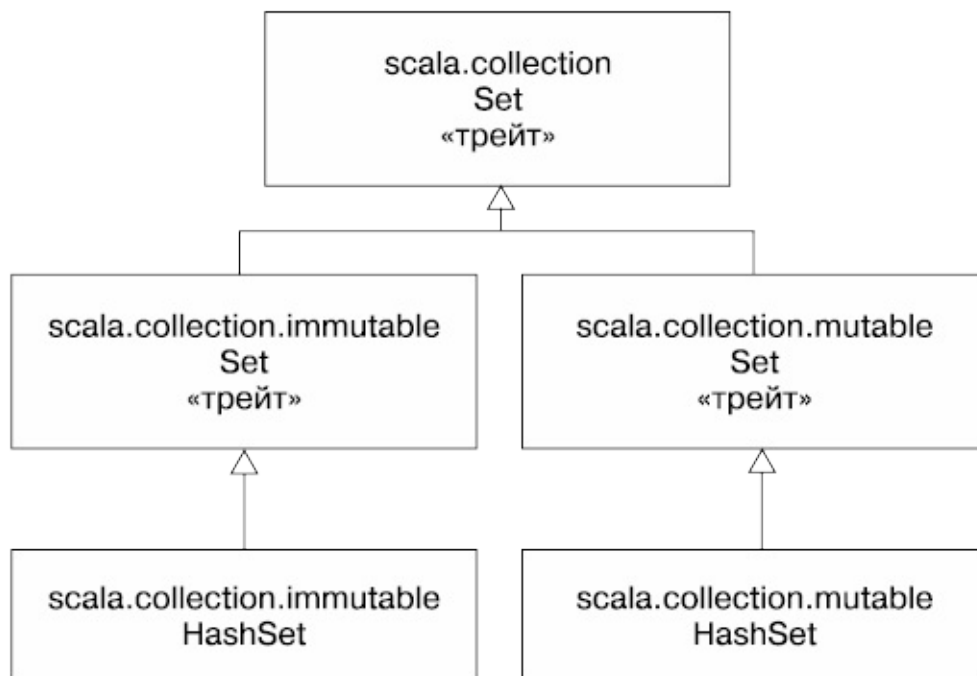 scala.collection
Set
«трейт»
scala.collection.immutable
Set
«трейт»
scala.collection.mutable
Set
«трейт»
scala.collection.immutable
HashSet
scala.collection.mutable
HashSet